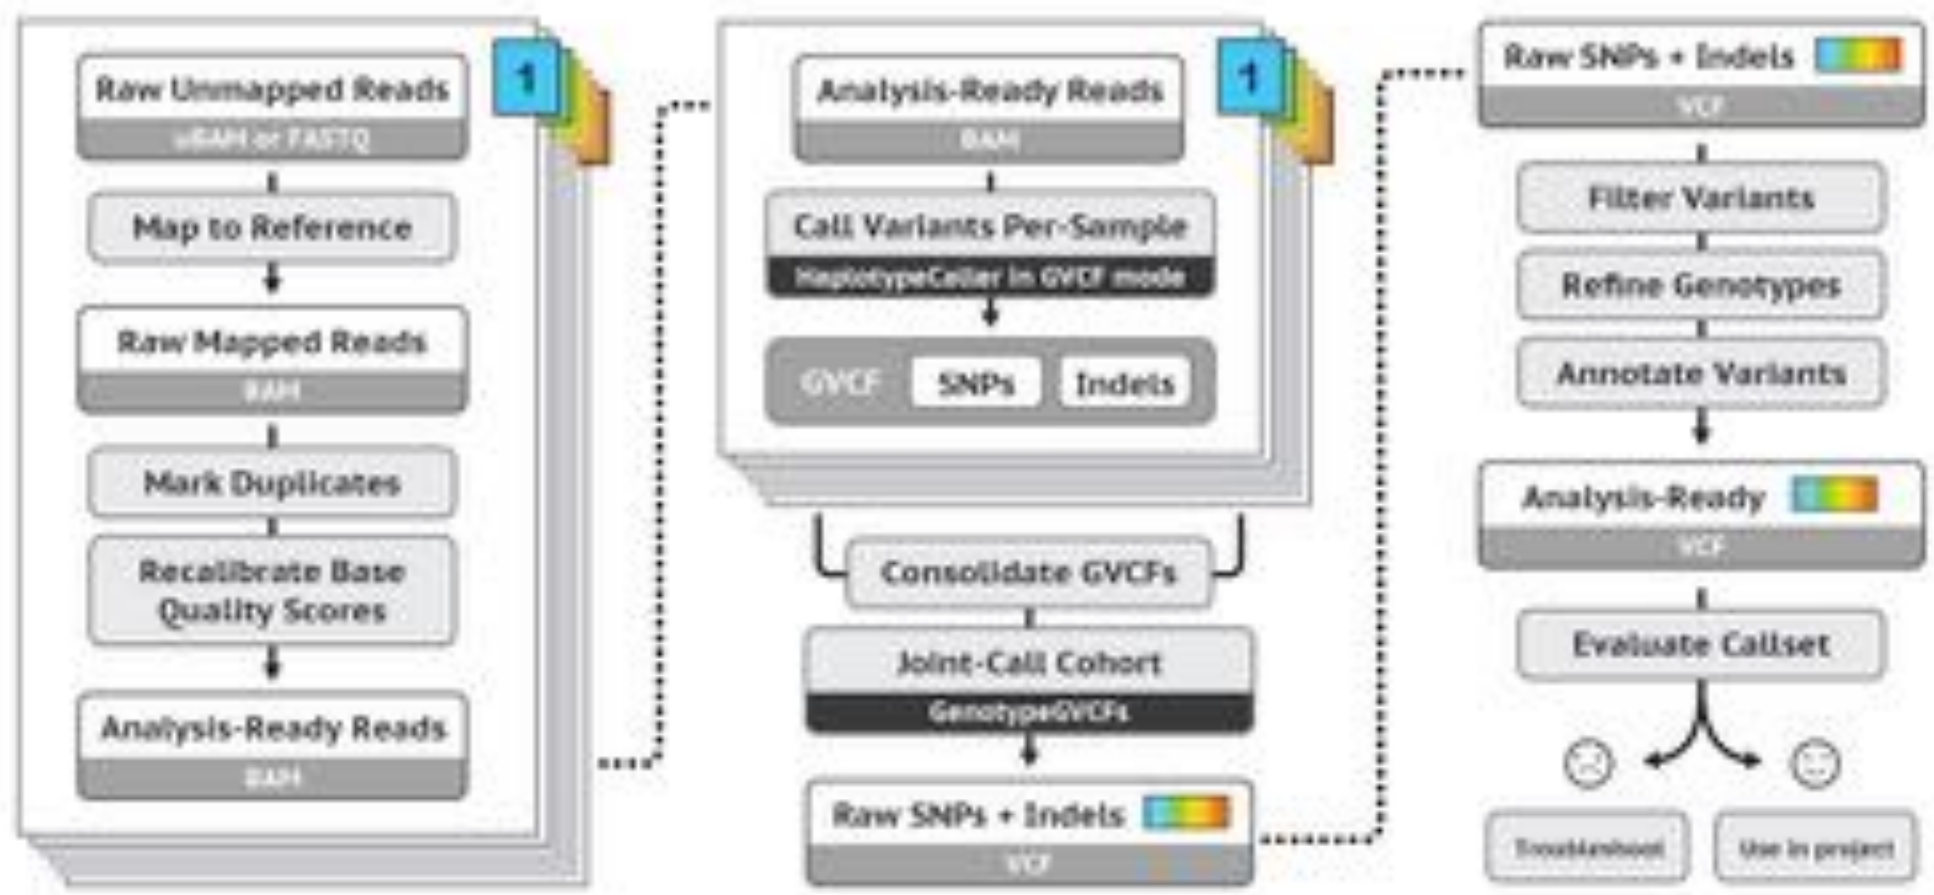 Raw Unmapped Reads
uBAM or FASTQ
1
Map to Reference
Raw Mapped Reads
BAM
Mark Duplicates
Recalibrate Base
Quality Scores
Analysis-Ready Reads
BAM
Analysis-Ready Reads
BAM
1
Call Variants Per-Sample
HaplotypeCaller in GVCF mode
GVCF SNPs Indels
Consolidate GVCFs
Joint-Call Cohort
GenotypeGVCFs
Raw SNPs + Indels
VCF
Raw SNPs + Indels
VCF
Filter Variants
Refine Genotypes
Annotate Variants
Analysis-Ready
VCF
Evaluate Callset
Troubleshoot
Use in project